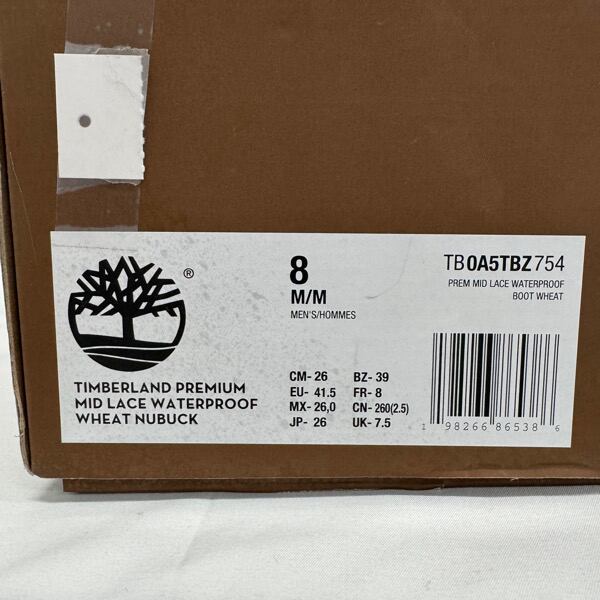 ®
TIMBERLAND PREMIUM
MID LACE WATERPROOF
WHEAT NUBUCK
8
M/M
MEN'S/HOMMES
CM- 26 BZ- 39
EU- 41.5 FR- 8
MX- 26,0 CN- 260(2.5)
JP- 26 UK- 7.5
TB0A5TBZ754
PREM MID LACE WATERPROOF
BOOT WHEAT
1 98266 86538 6